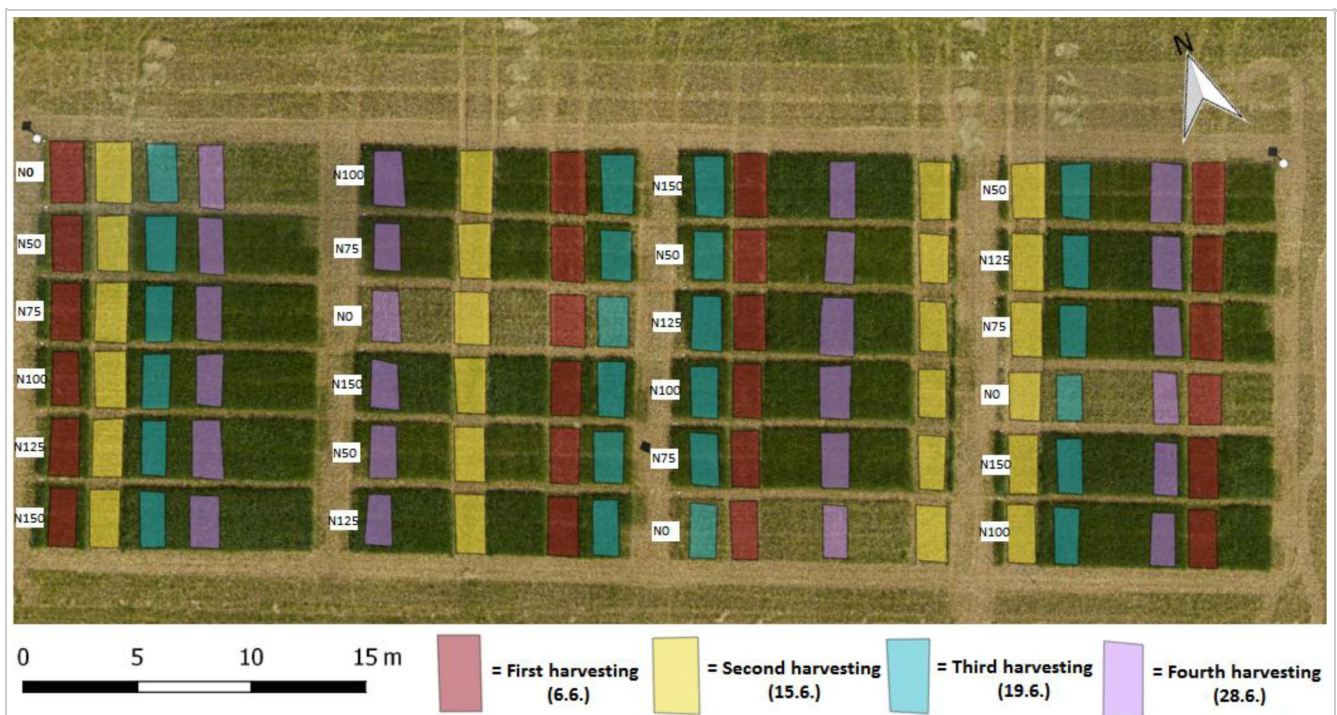 N
N0
N50
N75
N100
N125
N150
N100
N75
N0
N150
N50
N125
N150
N50
N125
N100
N75
N0
N50
N125
N75
N0
N150
N100
0 5 10 15 m
= First harvesting
(6.6.)
= Second harvesting
(15.6.)
= Third harvesting
(19.6.)
= Fourth harvesting
(28.6.)